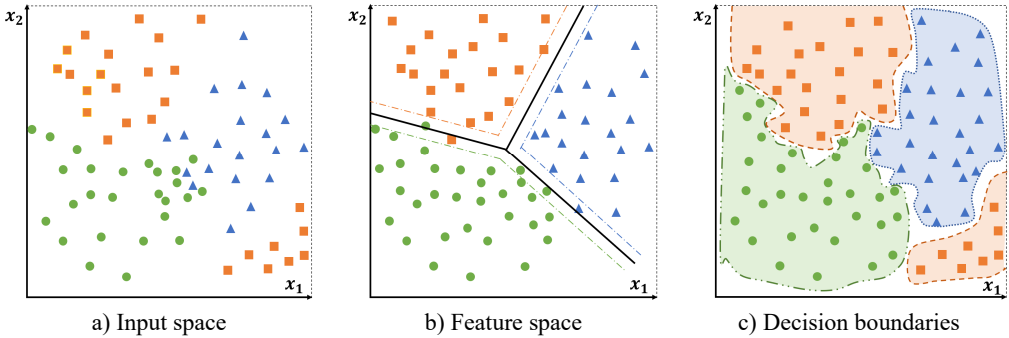 x₂
x₁
a) Input space
x₂
x₁
b) Feature space
x₂
x₁
c) Decision boundaries